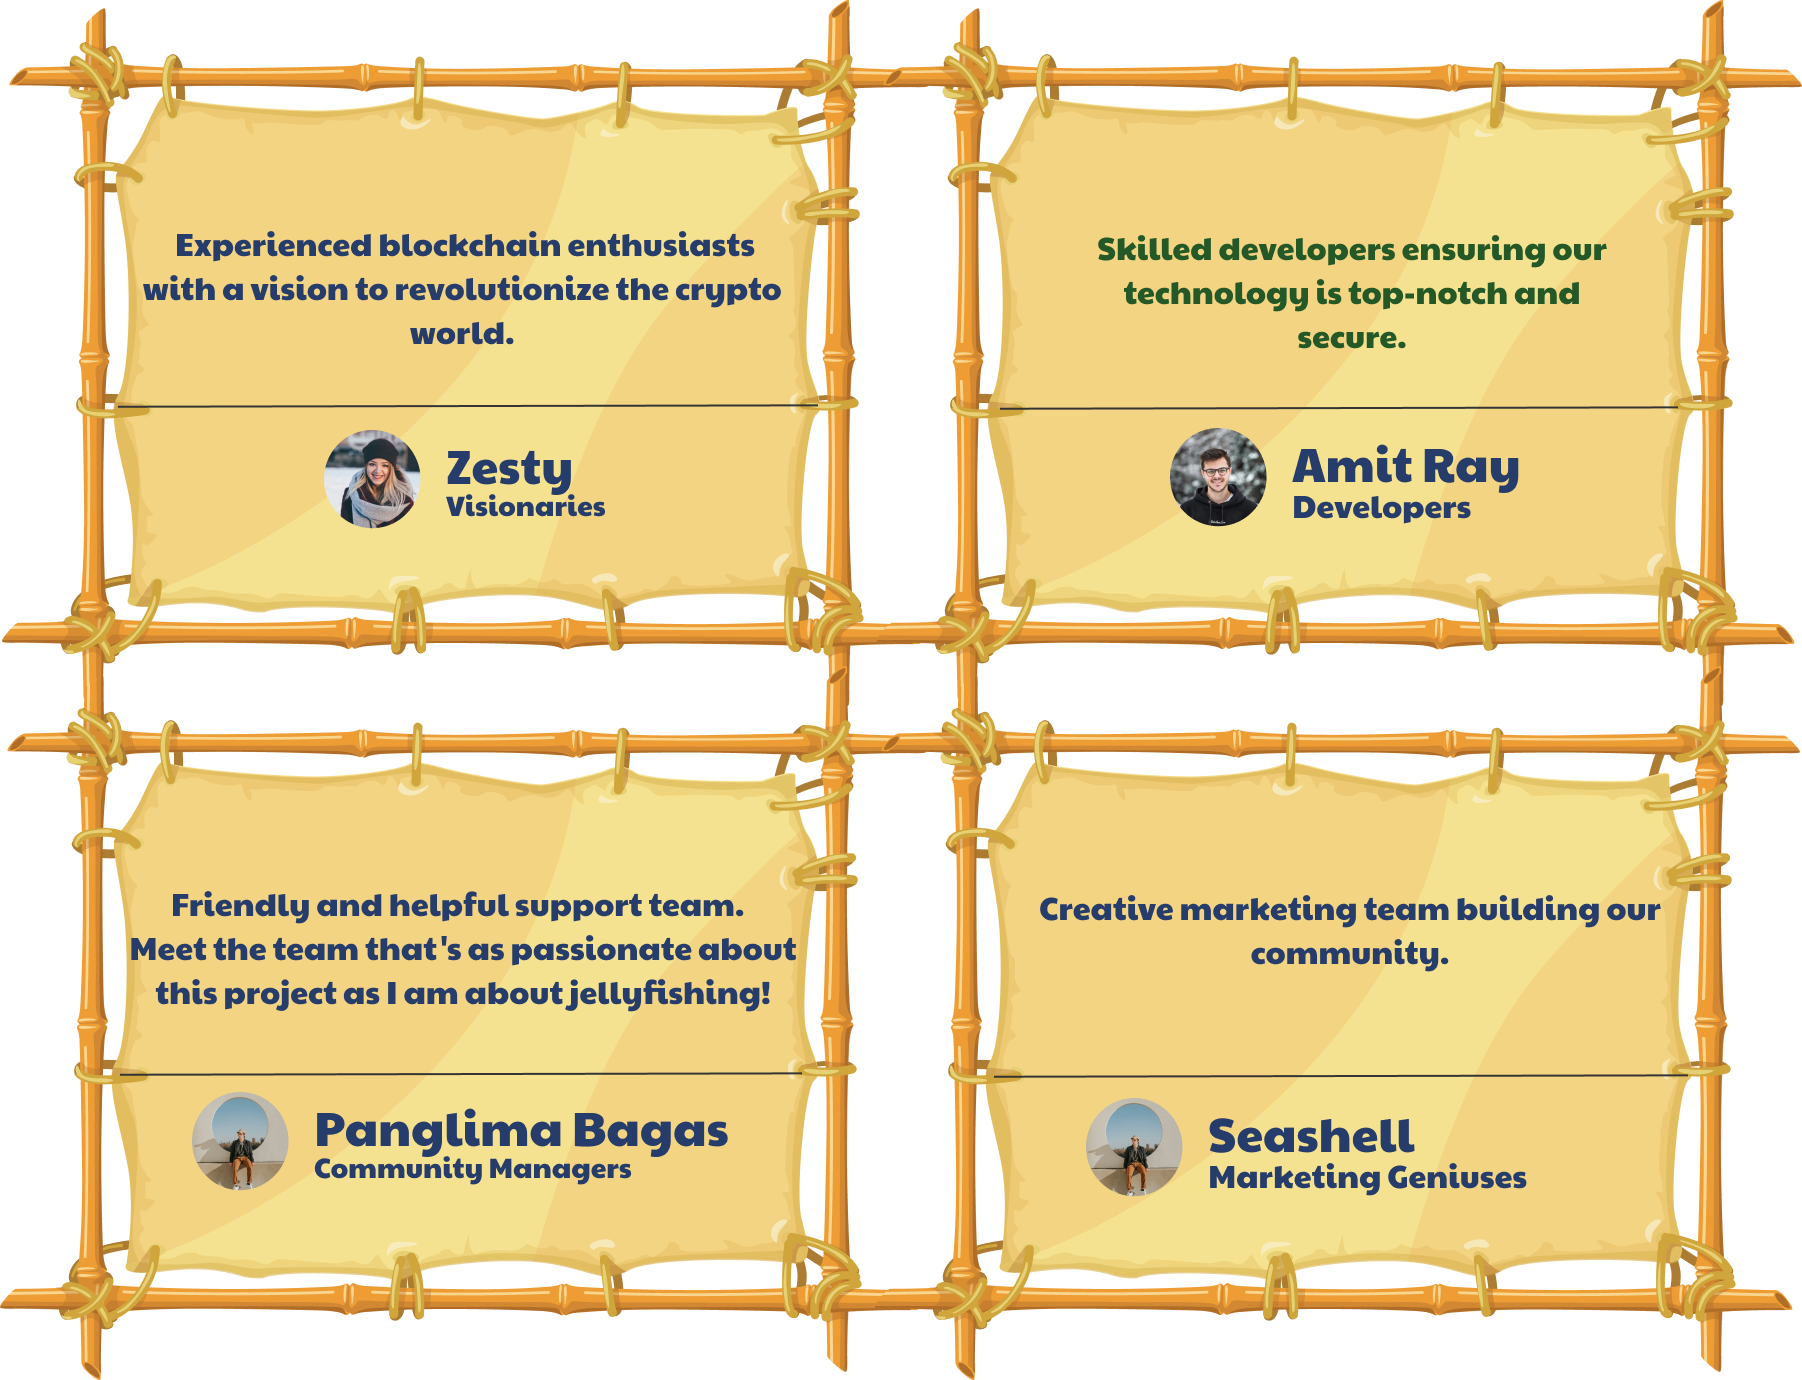 Experienced blockchain enthusiasts
with a vision to revolutionize the crypto
world.
Zesty
Visionaries
Skilled developers ensuring our
technology is top-notch and
secure.
Amit Ray
Developers
Friendly and helpful support team.
Meet the team that's as passionate about
this project as I am about jellyfishing!
Panglima Bagas
Community Managers
Creative marketing team building our
community.
Seashell
Marketing Geniuses